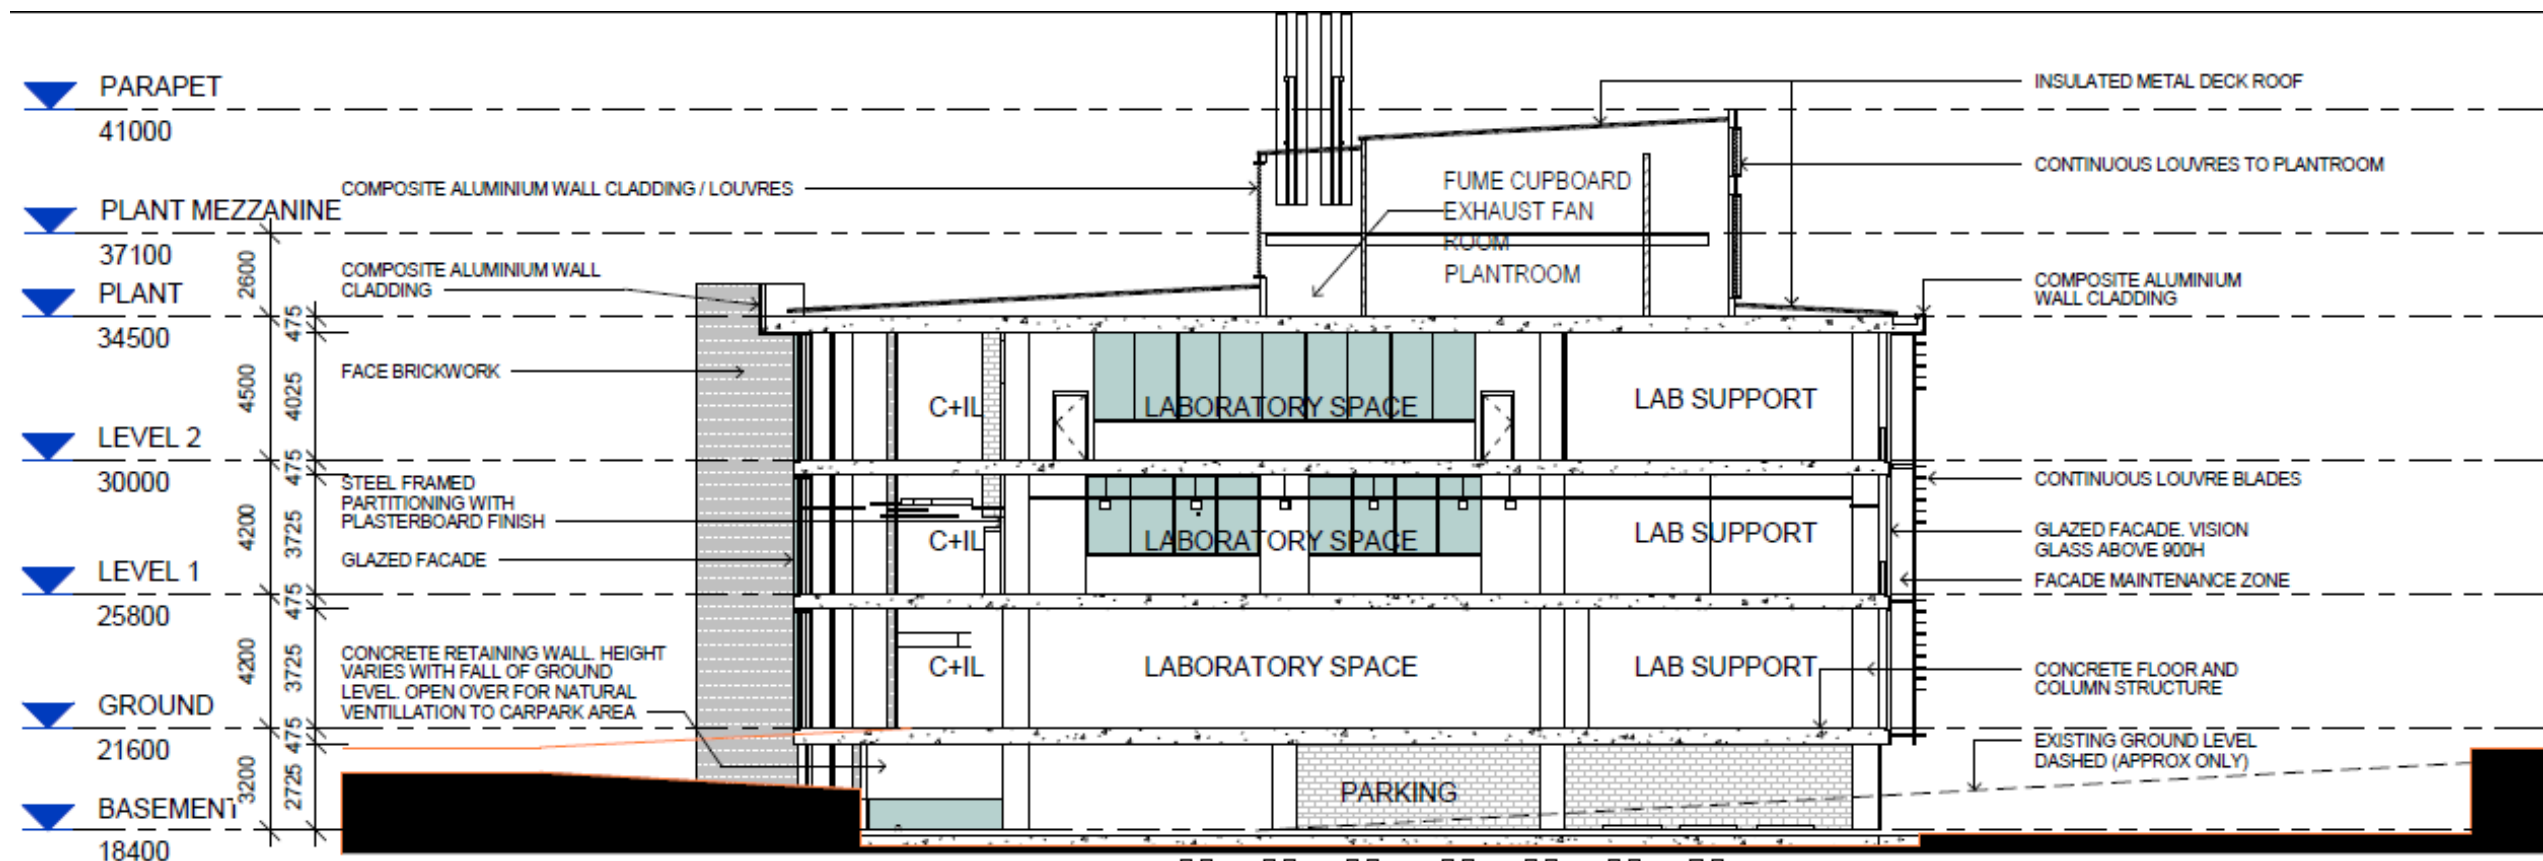 PARAPET
41000
PLANT MEZZANINE
37100
PLANT
34500
LEVEL 2
30000
LEVEL 1
25800
GROUND
21600
BASEMENT
18400
2600
4500
4200
4200
3200
475
4025
475
3725
475
3725
475
2725
COMPOSITE ALUMINIUM WALL CLADDING / LOUVRES
COMPOSITE ALUMINIUM WALL
CLADDING
FACE BRICKWORK
STEEL FRAMED
PARTITIONING WITH
PLASTERBOARD FINISH
GLAZED FACADE
CONCRETE RETAINING WALL. HEIGHT
VARIES WITH FALL OF GROUND
LEVEL. OPEN OVER FOR NATURAL
VENTILLATION TO CARPARK AREA
FUME CUPBOARD
EXHAUST FAN
ROOM
PLANTROOM
C+IL
LABORATORY SPACE
LAB SUPPORT
C+IL
LABORATORY SPACE
LAB SUPPORT
C+IL
LABORATORY SPACE
LAB SUPPORT
PARKING
INSULATED METAL DECK ROOF
CONTINUOUS LOUVRES TO PLANTROOM
COMPOSITE ALUMINIUM
WALL CLADDING
CONTINUOUS LOUVRE BLADES
GLAZED FACADE. VISION
GLASS ABOVE 900H
FACADE MAINTENANCE ZONE
CONCRETE FLOOR AND
COLUMN STRUCTURE
EXISTING GROUND LEVEL
DASHED (APPROX ONLY)